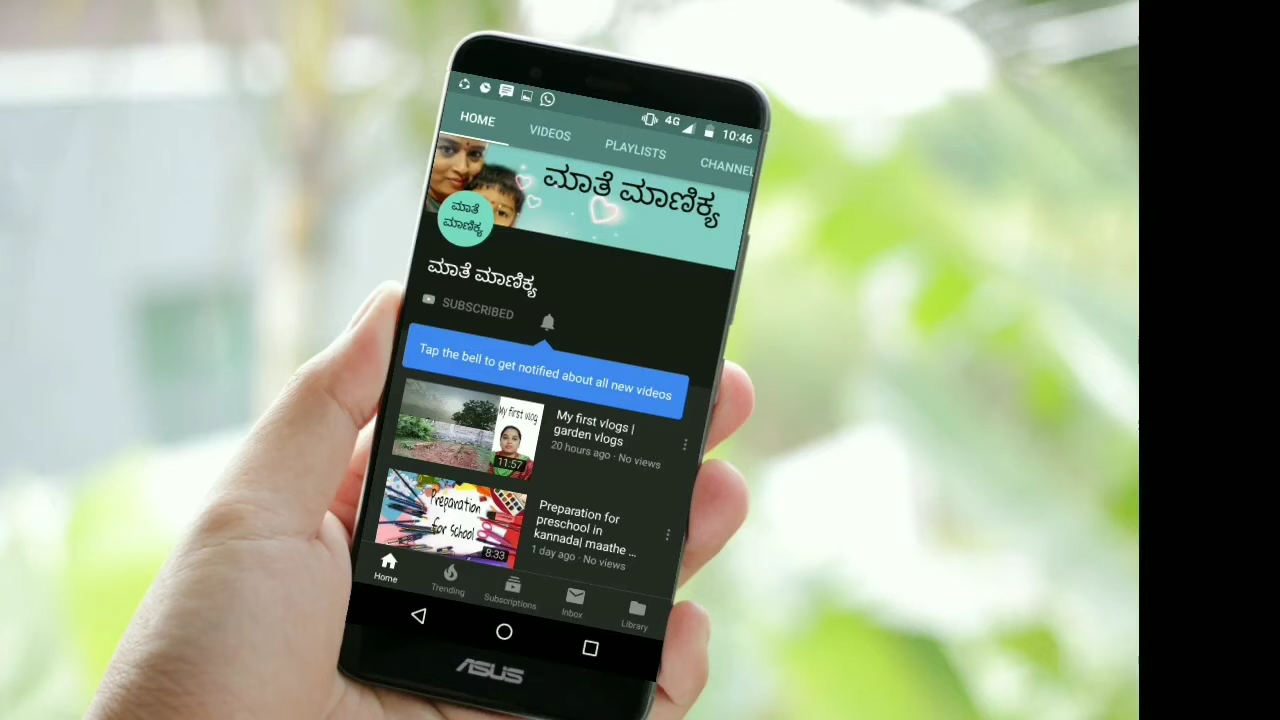 4G 10:46
HOME VIDEOS PLAYLISTS CHANNEL
ಮಾತೆ ಮಾಣಿಕ್ಯ
ಮಾತೆ
ಮಾಣಿಕ್ಯ
ಮಾತೆ ಮಾಣಿಕ್ಯ
SUBSCRIBED
Tap the bell to get notified about all new videos
My first vlog
11:57
My first vlogs |
garden vlogs
20 hours ago · No views
Preparation
for school
8:33
Preparation for
preschool in
kannada| maathe ...
1 day ago · No views
Home Trending Subscriptions Inbox Library
ASUS